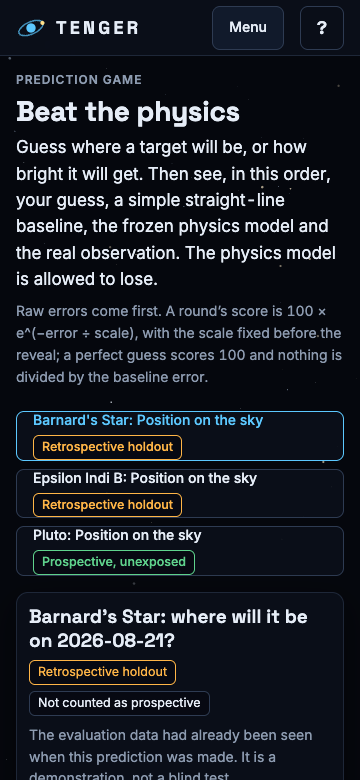 TENGER
Menu
?
PREDICTION GAME
Beat the physics
Guess where a target will be, or how
bright it will get. Then see, in this order,
your guess, a simple straight-line
baseline, the frozen physics model and
the real observation. The physics model
is allowed to lose.
Raw errors come first. A round's score is 100 ×
e^(−error ÷ scale), with the scale fixed before the
reveal; a perfect guess scores 100 and nothing is
divided by the baseline error.
Barnard's Star: Position on the sky
Retrospective holdout
Epsilon Indi B: Position on the sky
Retrospective holdout
Pluto: Position on the sky
Prospective, unexposed
Barnard's Star: where will it be
on 2026-08-21?
Retrospective holdout
Not counted as prospective
The evaluation data had already been seen
when this prediction was made. It is a
demonstration, not a blind test.